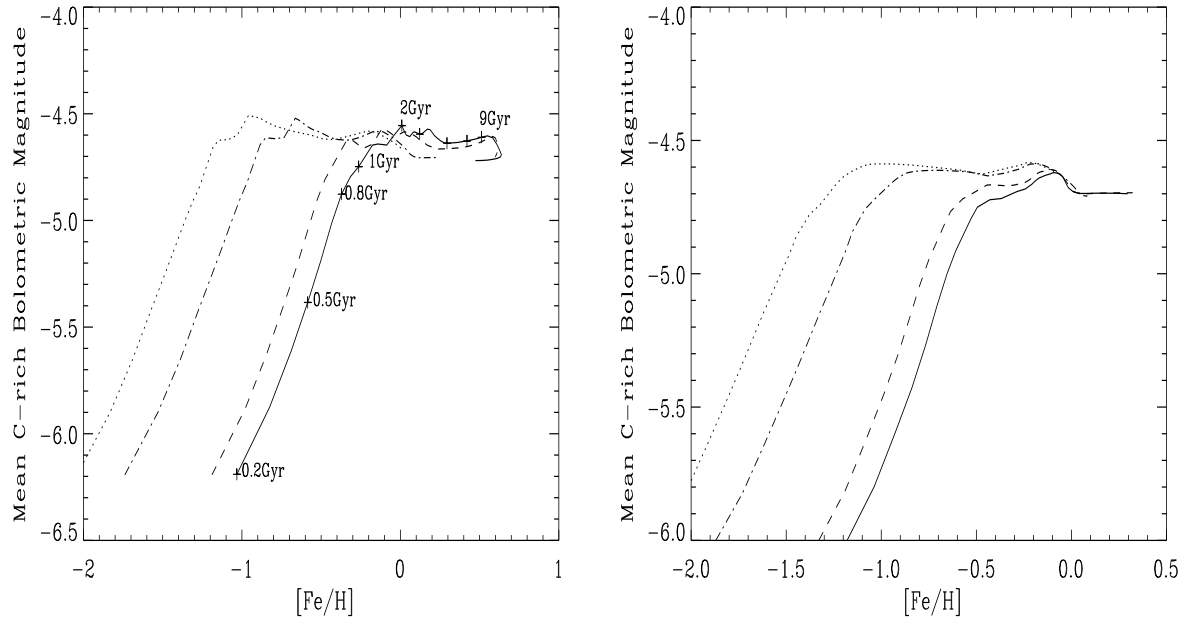 Mean C-rich Bolometric Magnitude
-4.0
-4.5
-5.0
-5.5
-6.0
-6.5
2Gyr
9Gyr
1Gyr
0.8Gyr
0.5Gyr
0.2Gyr
-2
-1
0
1
[Fe/H]
Mean C-rich Bolometric Magnitude
-4.0
-4.5
-5.0
-5.5
-6.0
-2.0
-1.5
-1.0
-0.5
0.0
0.5
[Fe/H]